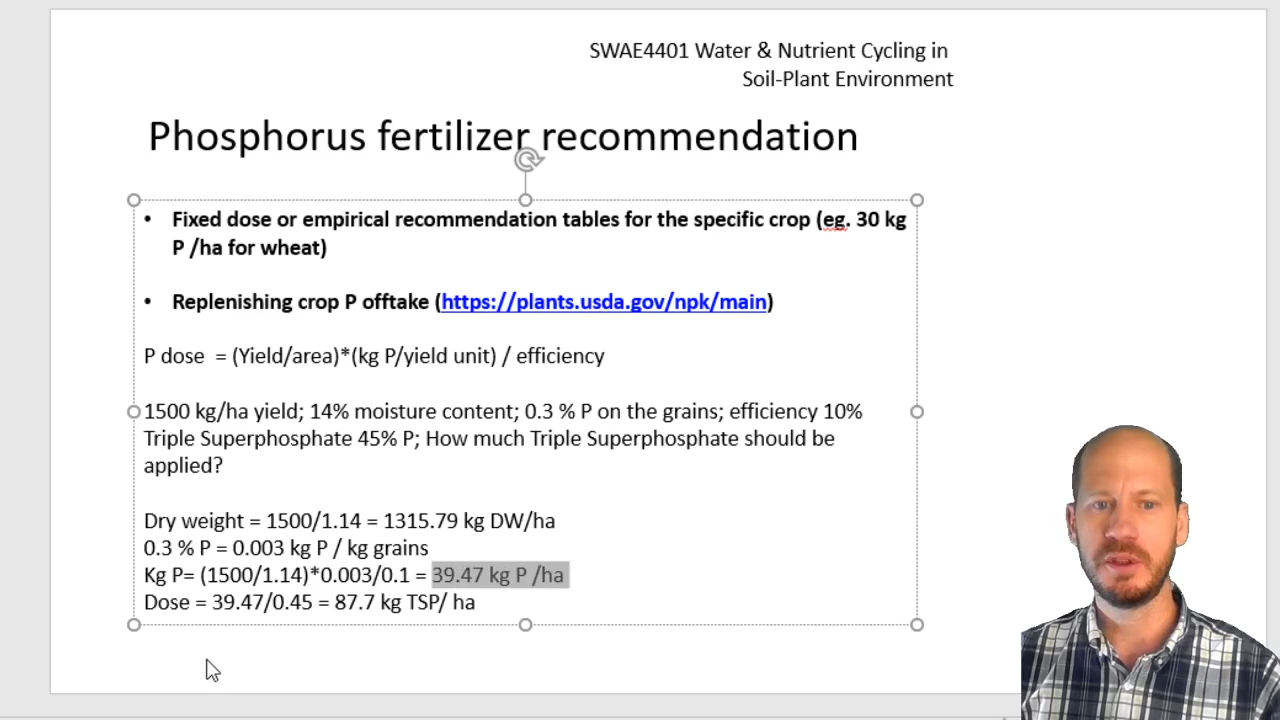 SWAE4401 Water & Nutrient Cycling in
Soil-Plant Environment
Phosphorus fertilizer recommendation
• Fixed dose or empirical recommendation tables for the specific crop (eg. 30 kg
P /ha for wheat)
• Replenishing crop P offtake (https://plants.usda.gov/npk/main)
P dose  = (Yield/area)*(kg P/yield unit) / efficiency
1500 kg/ha yield; 14% moisture content; 0.3 % P on the grains; efficiency 10%
Triple Superphosphate 45% P; How much Triple Superphosphate should be
applied?
Dry weight = 1500/1.14 = 1315.79 kg DW/ha
0.3 % P = 0.003 kg P / kg grains
Kg P= (1500/1.14)*0.003/0.1 = 39.47 kg P /ha
Dose = 39.47/0.45 = 87.7 kg TSP/ ha